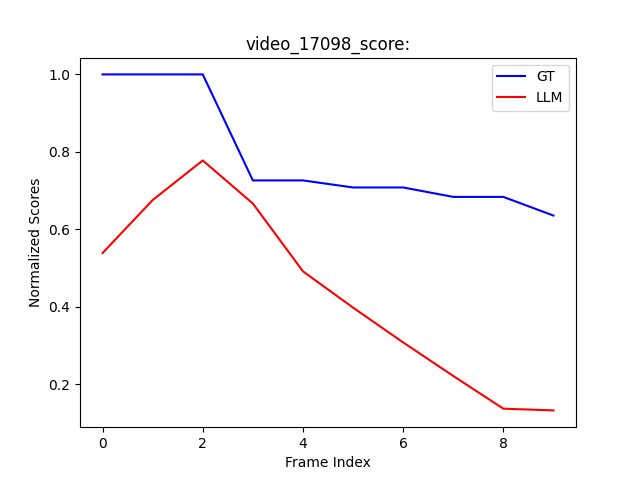 video_17098_score:
GT
LLM
Normalized Scores
1.0
0.8
0.6
0.4
0.2
0 2 4 6 8
Frame Index